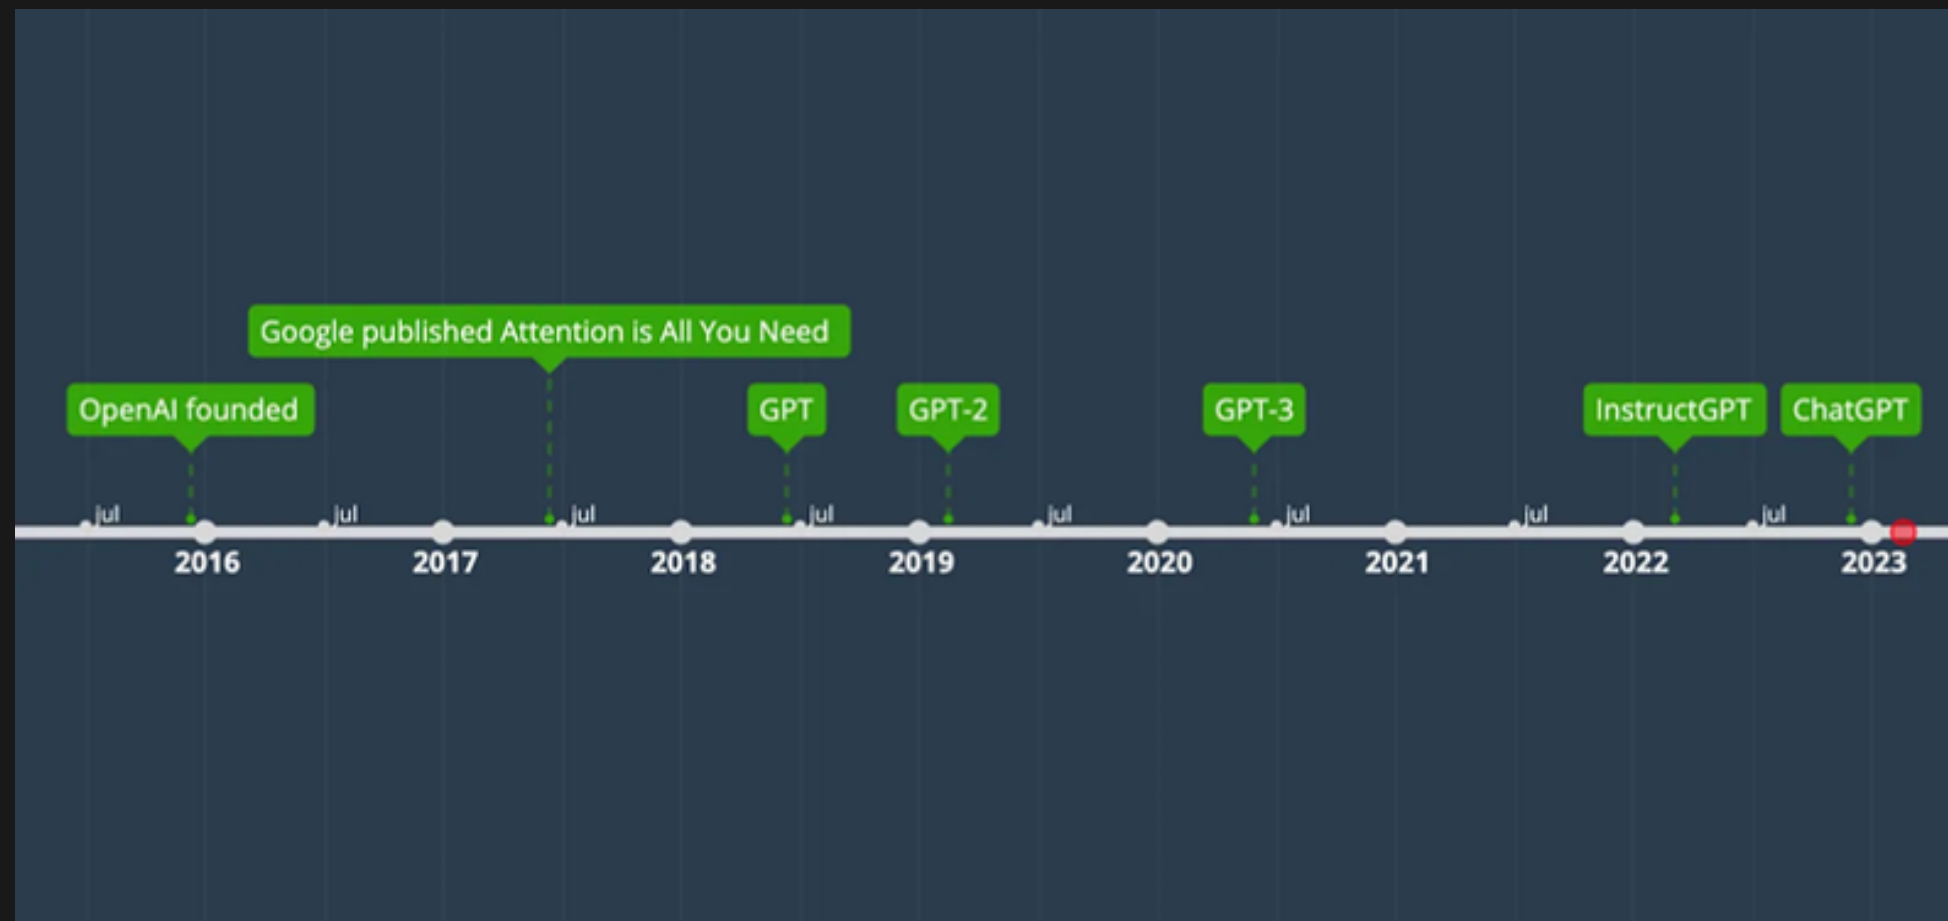 Google published Attention is All You Need
OpenAI founded
GPT
GPT-2
GPT-3
InstructGPT
ChatGPT
jul
jul
jul
jul
jul
jul
jul
jul
2016
2017
2018
2019
2020
2021
2022
2023